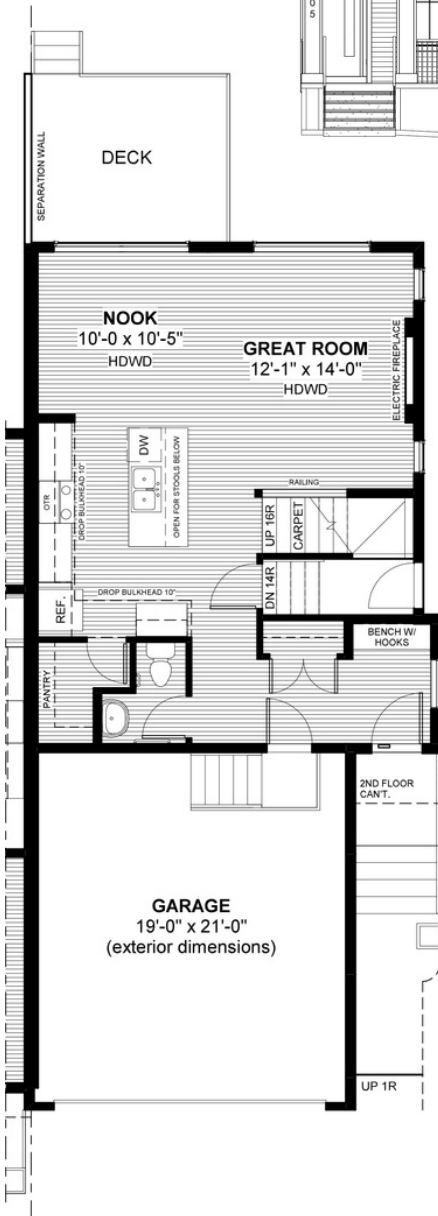 05
SEPARATION WALL
DECK
NOOK
10'-0 x 10'-5"
HDWD
GREAT ROOM
12'-1" x 14'-0"
HDWD
ELECTRIC FIREPLACE
OTR
DROP BULKHEAD 10"
DW
OPEN FOR STOOLS BELOW
RAILING
UP 16R
CARPET
DN 14R
REF.
DROP BULKHEAD 10"
BENCH W/
HOOKS
PANTRY
2ND FLOOR
CAN'T.
GARAGE
19'-0" x 21'-0"
(exterior dimensions)
UP 1R